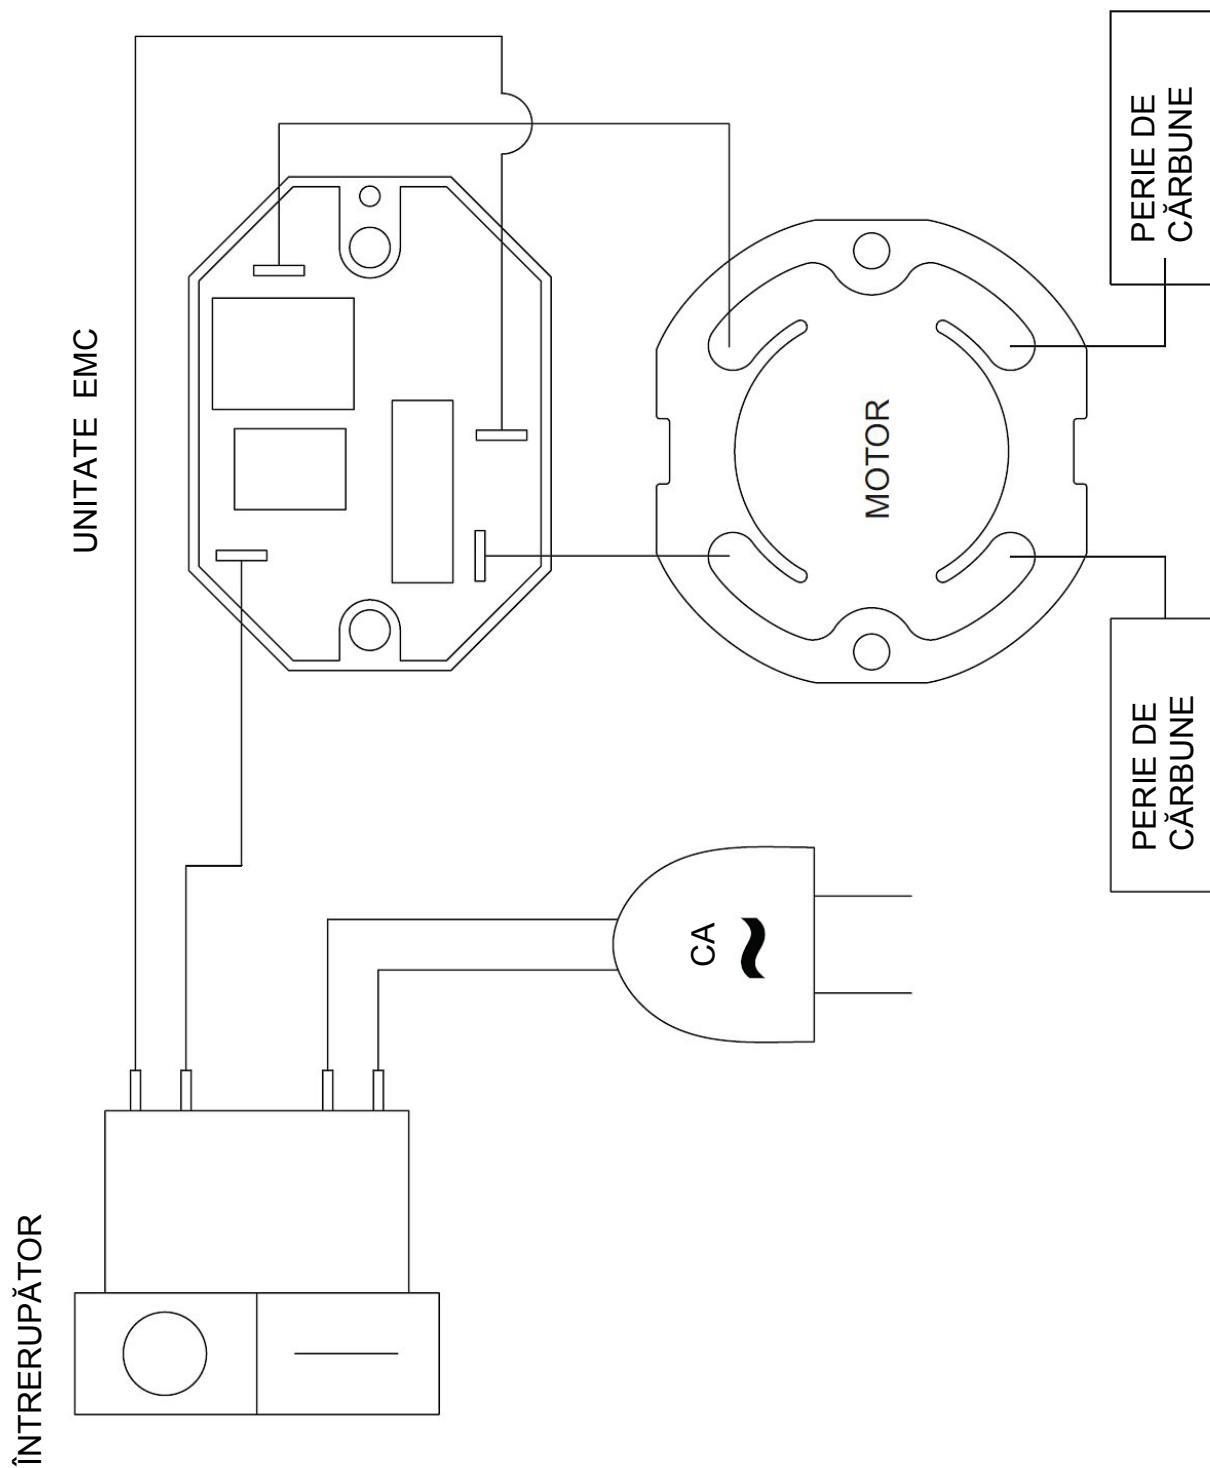 ÎNTRERUPĂTOR
UNITATE EMC
CA
~
MOTOR
PERIE DE
CĂRBUNE
PERIE DE
CĂRBUNE